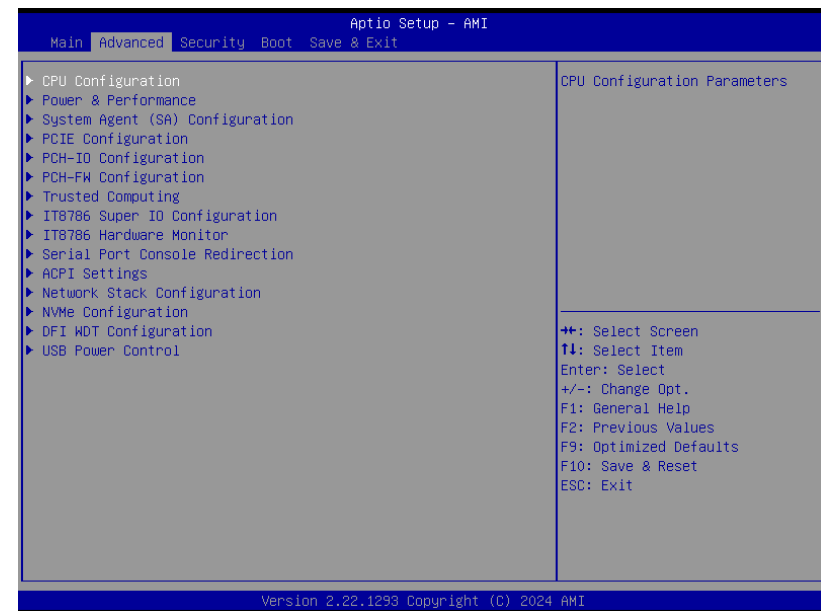 Aptio Setup – AMI
Main Advanced Security Boot Save & Exit
CPU Configuration
Power & Performance
System Agent (SA) Configuration
PCIE Configuration
PCH-IO Configuration
PCH-FW Configuration
Trusted Computing
IT8786 Super IO Configuration
IT8786 Hardware Monitor
Serial Port Console Redirection
ACPI Settings
Network Stack Configuration
NVMe Configuration
DFI WDT Configuration
USB Power Control
CPU Configuration Parameters
→←: Select Screen
↑↓: Select Item
Enter: Select
+/-: Change Opt.
F1: General Help
F2: Previous Values
F9: Optimized Defaults
F10: Save & Reset
ESC: Exit
Version 2.22.1293 Copyright (C) 2024 AMI